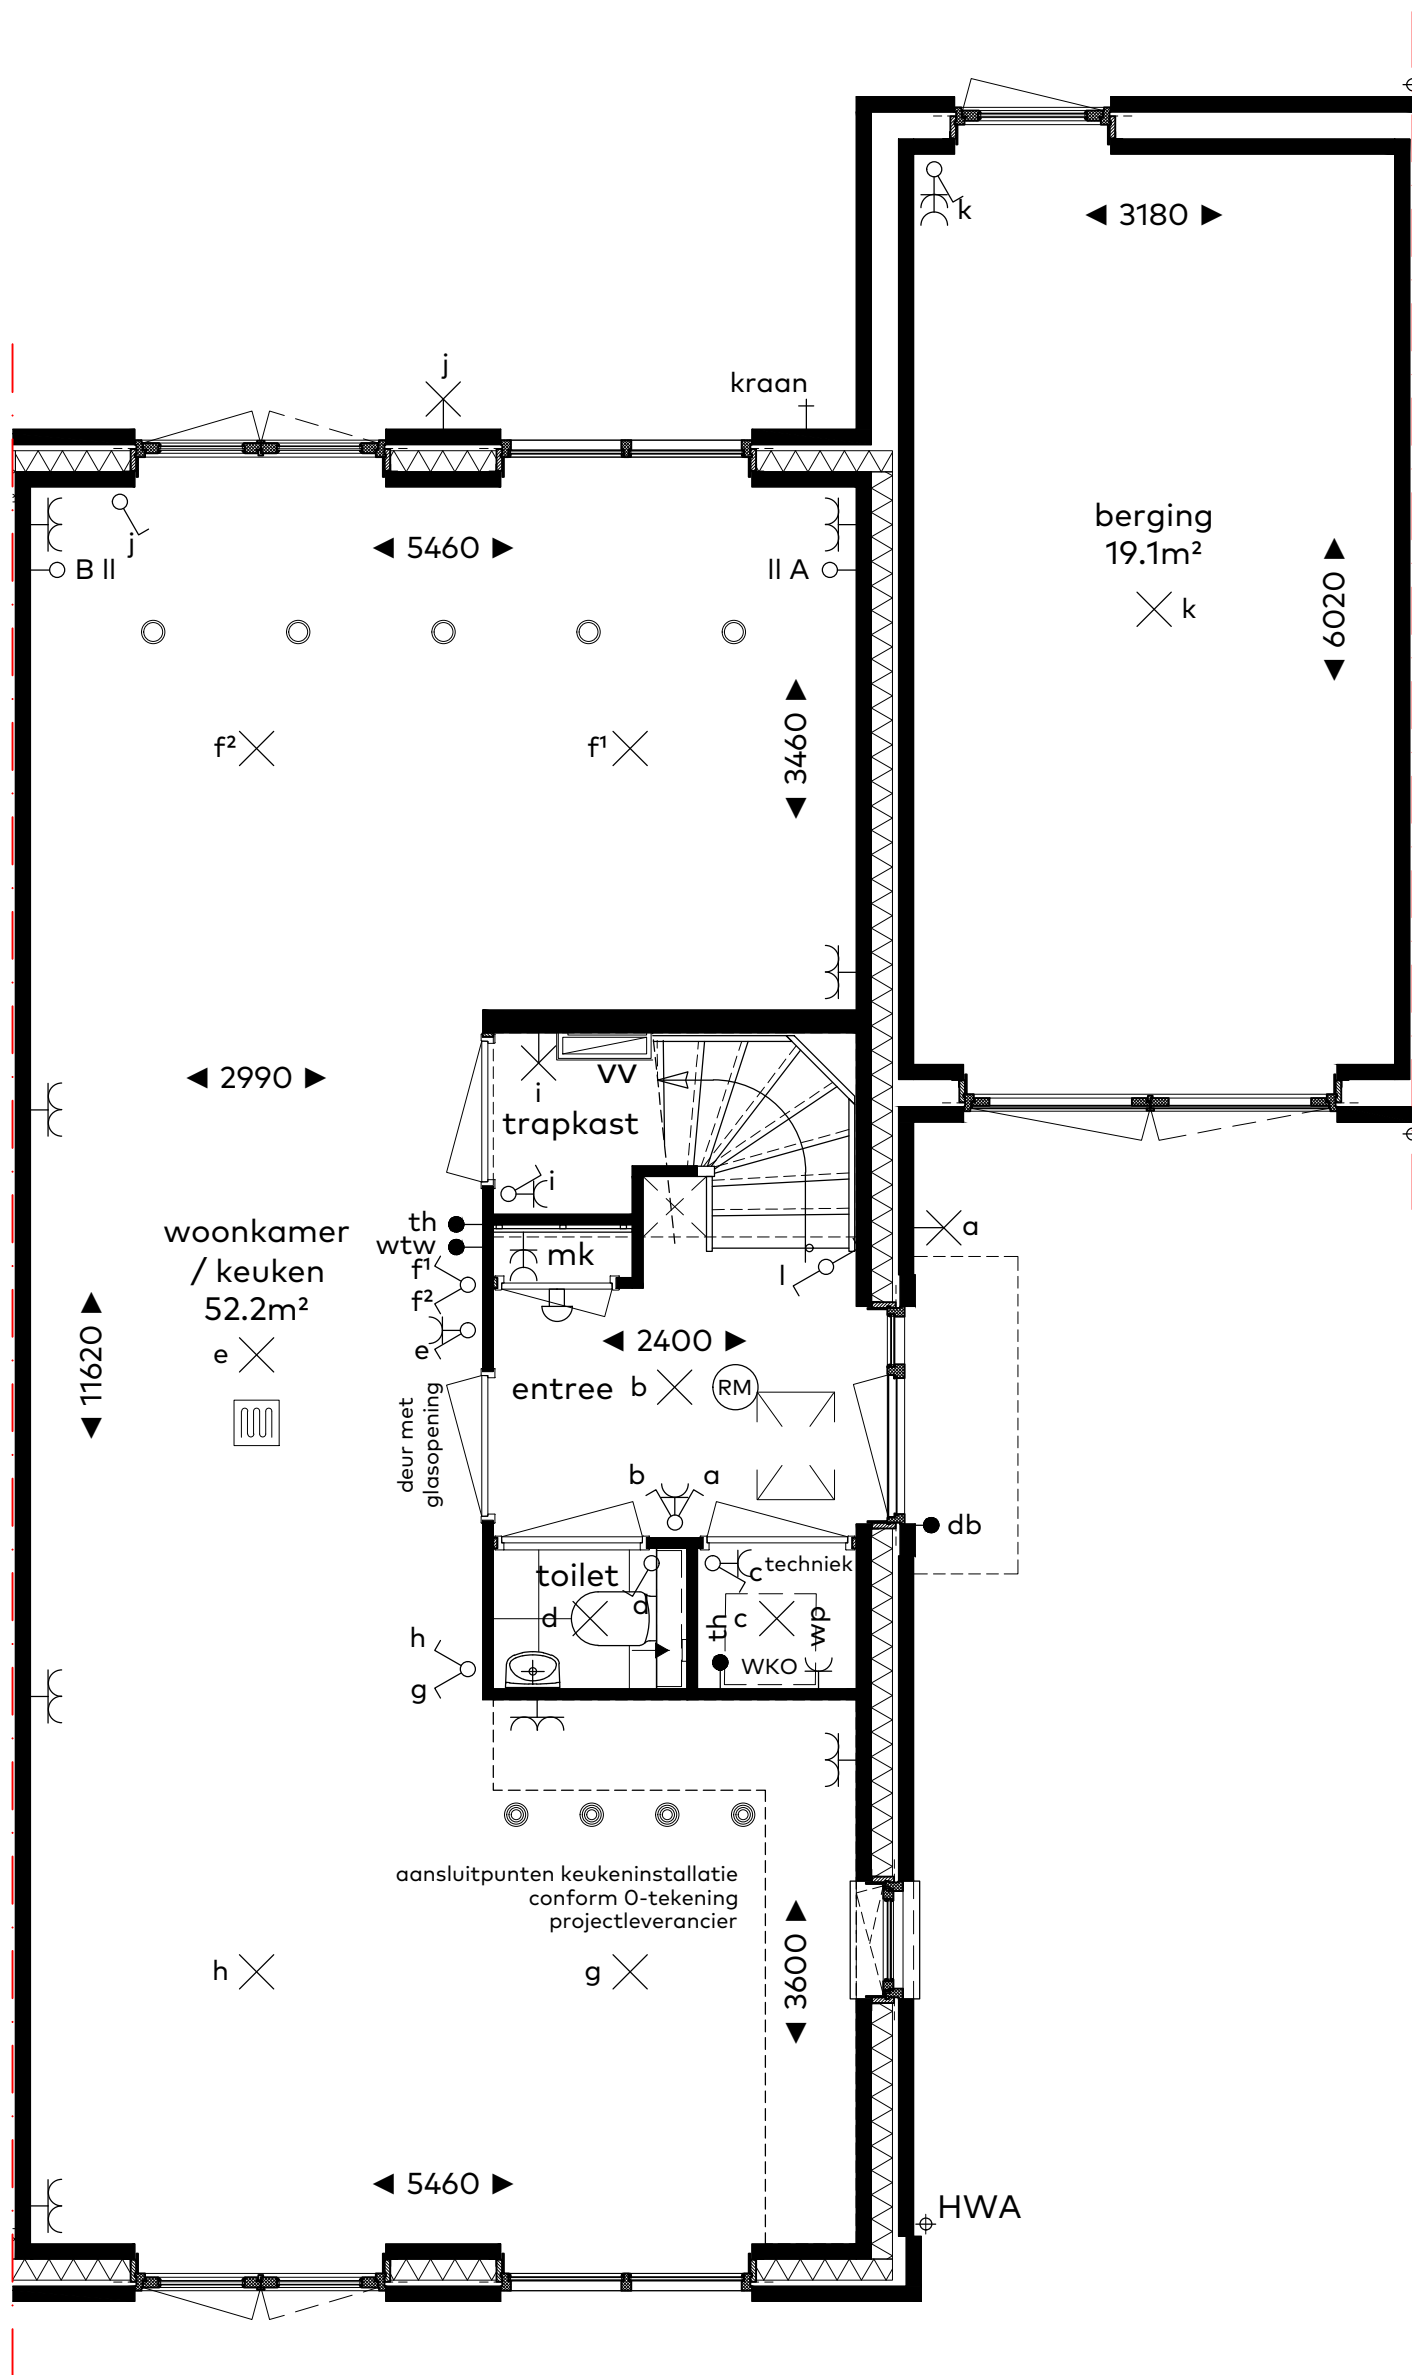 k
◄ 3180 ►
j
kraan
berging
19.1m²
◄ 6020 ►
k
j
◄ 5460 ►
B ll
ll A
f²
f¹
◄ 3460 ►
◄ 2990 ►
i
vv
trapkast
i
th
wtw
mk
f¹
f²
e
woonkamer
/ keuken
52.2m²
e
◄ 11620 ►
l
a
◄ 2400 ►
entree
b
RM
deur met
glasopening
b
a
db
toilet
d
d
techniek
c
c
th
wp
WKO
h
g
aansluitpunten keukeninstallatie
conform 0-tekening
projectleverancier
h
g
◄ 3600 ►
◄ 5460 ►
HWA